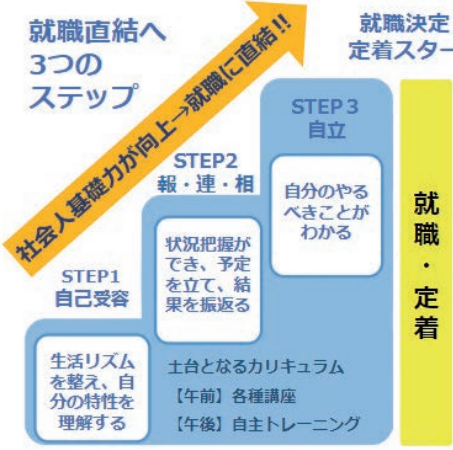 就職直結へ
3つの
ステップ
社会人基礎力が向上→就職に直結!!
就職決定
定着スター
STEP3
自立
自分のやる
べきことが
わかる
STEP2
報・連・相
状況把握が
でき、予定
を立て、結
果を振返る
STEP1
自己受容
生活リズム
を整え、自
分の特性を
理解する
土台となるカリキュラム
【午前】各種講座
【午後】自主トレーニング
就職・定着